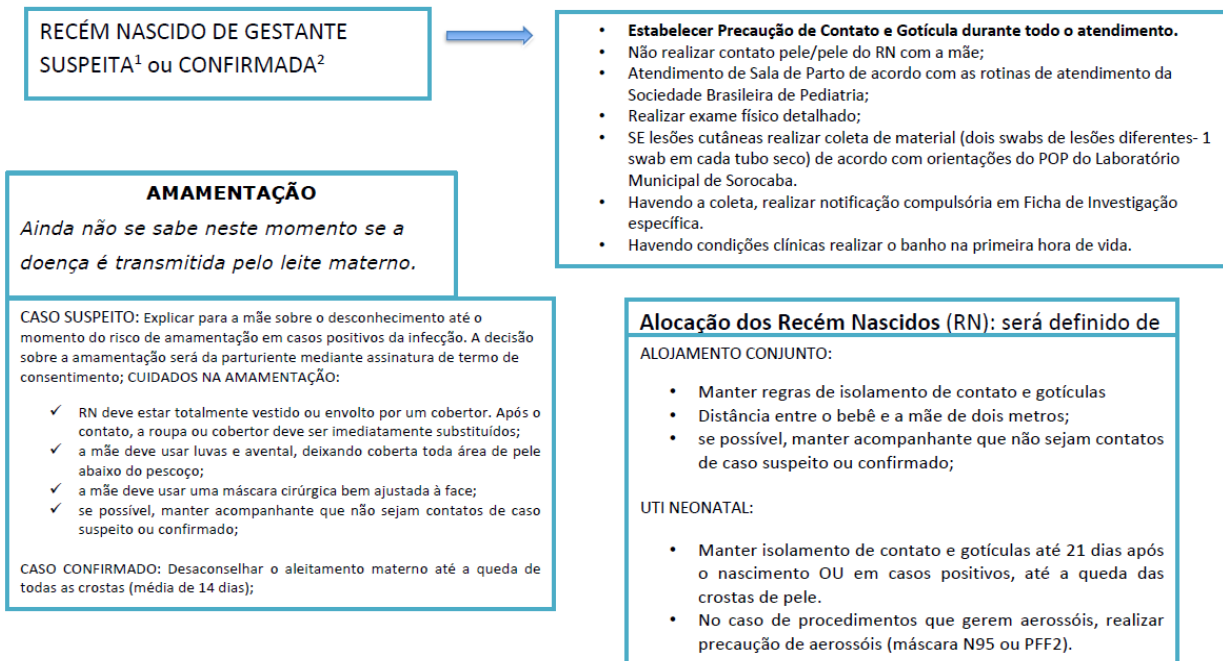 RECÉM NASCIDO DE GESTANTE
SUSPEITA¹ ou CONFIRMADA²
• Estabelecer Precaução de Contato e Gotícula durante todo o atendimento.
• Não realizar contato pele/pele do RN com a mãe;
• Atendimento de Sala de Parto de acordo com as rotinas de atendimento da
Sociedade Brasileira de Pediatria;
• Realizar exame físico detalhado;
• SE lesões cutâneas realizar coleta de material (dois swabs de lesões diferentes- 1
swab em cada tubo seco) de acordo com orientações do POP do Laboratório
Municipal de Sorocaba.
• Havendo a coleta, realizar notificação compulsória em Ficha de Investigação
específica.
• Havendo condições clínicas realizar o banho na primeira hora de vida.
AMAMENTAÇÃO
Ainda não se sabe neste momento se a
doença é transmitida pelo leite materno.
CASO SUSPEITO: Explicar para a mãe sobre o desconhecimento até o
momento do risco de amamentação em casos positivos da infecção. A decisão
sobre a amamentação será da parturiente mediante assinatura de termo de
consentimento; CUIDADOS NA AMAMENTAÇÃO:
✓ RN deve estar totalmente vestido ou envolto por um cobertor. Após o
contato, a roupa ou cobertor deve ser imediatamente substituídos;
✓ a mãe deve usar luvas e avental, deixando coberta toda área de pele
abaixo do pescoço;
✓ a mãe deve usar uma máscara cirúrgica bem ajustada à face;
✓ se possível, manter acompanhante que não sejam contatos de caso
suspeito ou confirmado;
CASO CONFIRMADO: Desaconselhar o aleitamento materno até a queda de
todas as crostas (média de 14 dias);
Alocação dos Recém Nascidos (RN): será definido de
ALOJAMENTO CONJUNTO:
• Manter regras de isolamento de contato e gotículas
• Distância entre o bebê e a mãe de dois metros;
• se possível, manter acompanhante que não sejam contatos
de caso suspeito ou confirmado;
UTI NEONATAL:
• Manter isolamento de contato e gotículas até 21 dias após
o nascimento OU em casos positivos, até a queda das
crostas de pele.
• No caso de procedimentos que gerem aerossóis, realizar
precaução de aerossóis (máscara N95 ou PFF2).